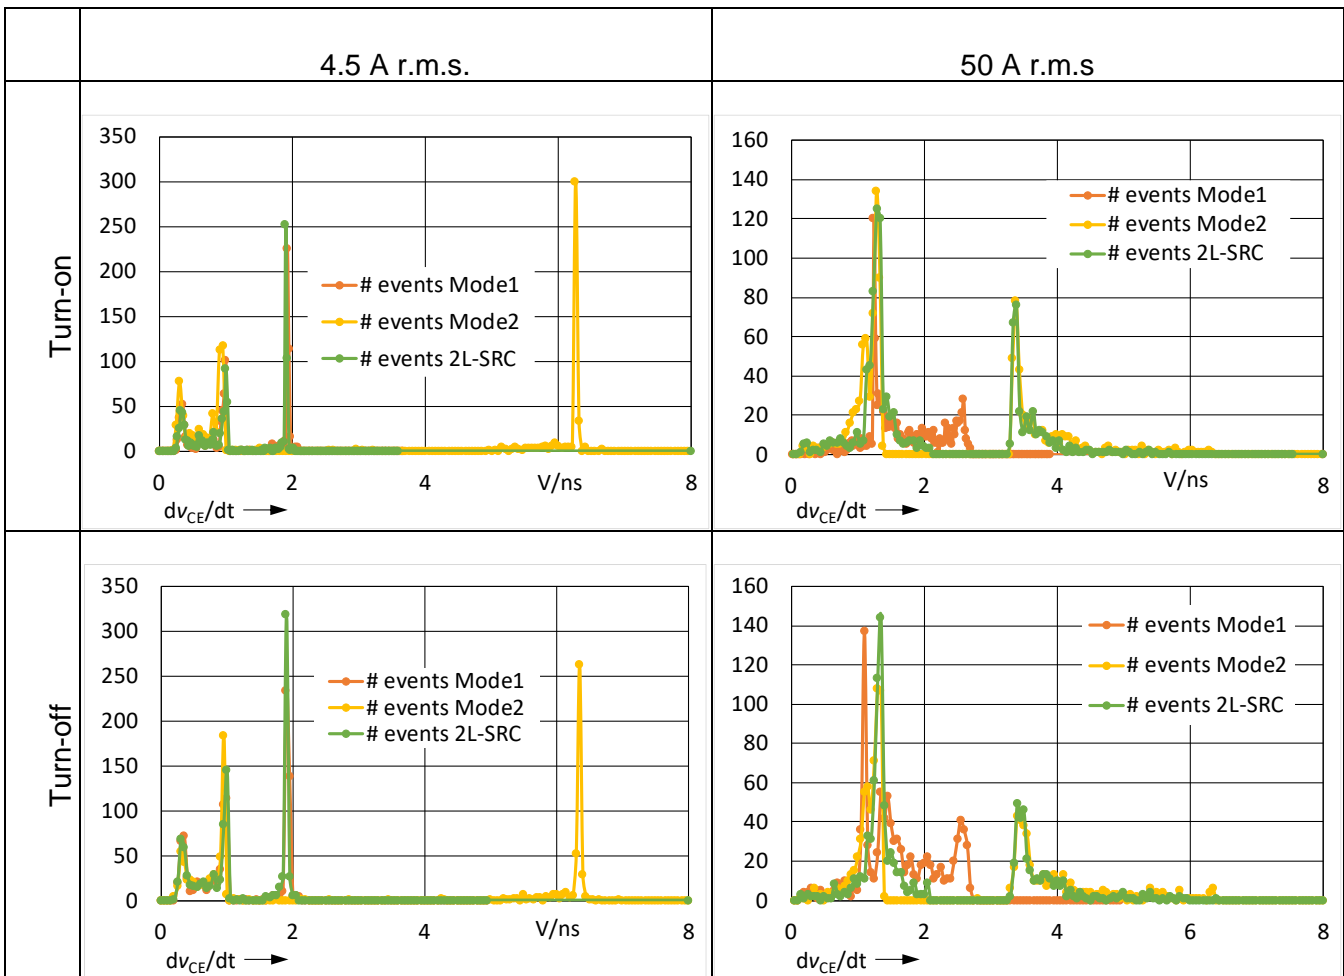 4.5 A r.m.s.
50 A r.m.s
Turn-on
350
300
250
200
150
100
50
0
# events Mode1
# events Mode2
# events 2L-SRC
0 2 4 V/ns 8
dvCE/dt
160
140
120
100
80
60
40
20
0
# events Mode1
# events Mode2
# events 2L-SRC
0 2 4 V/ns 8
dvCE/dt
Turn-off
350
300
250
200
150
100
50
0
# events Mode1
# events Mode2
# events 2L-SRC
0 2 4 V/ns 8
dvCE/dt
160
140
120
100
80
60
40
20
0
# events Mode1
# events Mode2
# events 2L-SRC
0 2 4 6 8
dvCE/dt